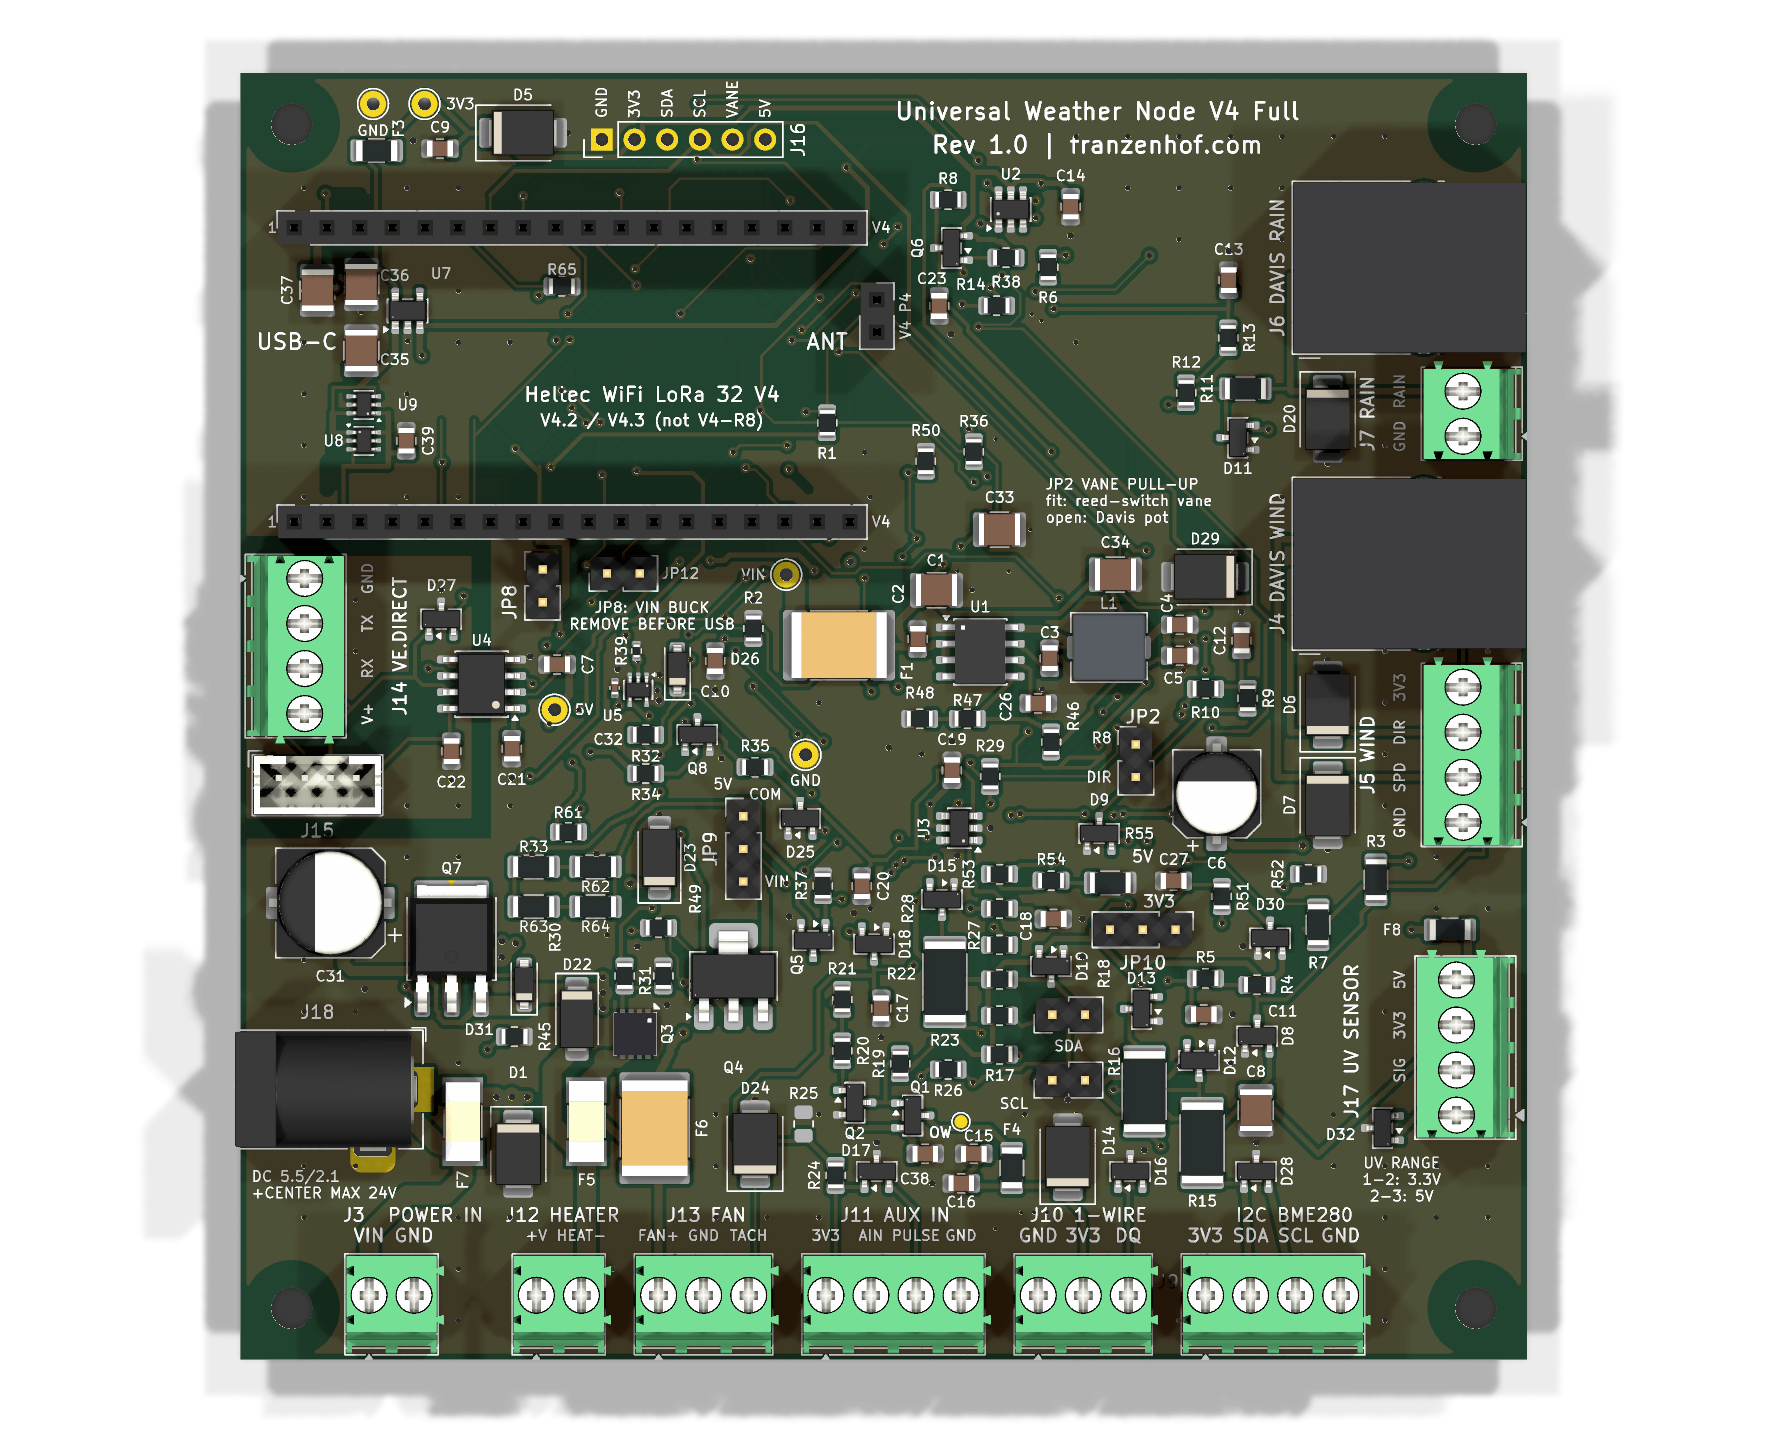 Universal Weather Node V4 Full
Rev 1.0 | tranzenhof.com
GND
3V3
F3
C9
D5
GND
3V3
SDA
SCL
VANE
5V
J16
R8
U2
C14
1
V4
Q6
R14
R38
R6
C23
C13
R13
J6 DAVIS RAIN
C37
C36
U7
R65
USB-C
C35
ANT
V4 P4
R12
R11
D20
J7 RAIN
GND RAIN
D11
Heltec WiFi LoRa 32 V4
V4.2 / V4.3 (not V4-R8)
U9
U8
C39
R1
R50
R36
JP2 VANE PULL-UP
fit: reed-switch vane
open: Davis pot
C33
1
V4
J4 DAVIS WIND
C34
D29
J14 VE.DIRECT
V+ RX TX GND
D27
U4
JP8
JP12
VIN
JP8: VIN BUCK
REMOVE BEFORE USB
R2
C1
C2
U1
L1
C4
C3
C12
C5
F1
R39
D26
C10
C7
U5
5V
C32
R32
R34
Q8
R35
GND
R48
R47
C26
R46
R10
R9
D6
J5 WIND
GND SPD DIR 3V3
JP2
R8
DIR
C19
R29
D7
C22
C21
J15
R61
5V
COM
JP9
VIN
D25
D23
U3
D9
R55
5V
C6
+
R3
Q7
R33
R62
R63
R64
R49
R37
C20
D15
R53
R54
C27
R51
R52
3V3
D30
R7
F8
C31
+
R30
D22
R31
Q5
D18
R28
R27
R22
C18
D10
R18
JP10
D13
R5
R4
C11
J17 UV SENSOR
SIG 3V3 5V
J18
D31
R45
Q3
Q4
R21
C17
R20
R19
R23
R26
R17
SDA
SCL
R16
D12
D8
C8
D32
UV RANGE
1-2: 3.3V
2-3: 5V
D1
F7
F5
F6
D24
R25
Q2
Q1
OW
D17
R24
C38
C15
C16
F4
D14
D16
R15
D28
DC 5.5/2.1
+CENTER MAX 24V
J3 POWER IN
VIN GND
J12 HEATER
+V HEAT-
J13 FAN
FAN+ GND TACH
J11 AUX IN
3V3 AIN PULSE GND
J10 1-WIRE
GND 3V3 DQ
I2C BME280
3V3 SDA SCL GND
J9